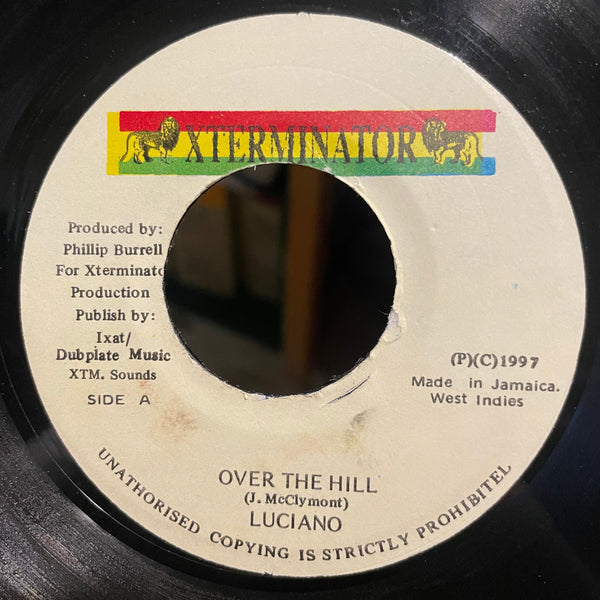 XTERMINATOR
Produced by:
Phillip Burrell
For Xterminato
Production
Publish by:
Ixat/
Dubplate Music
XTM. Sounds
SIDE A
(P)(C)1997
Made in Jamaica.
West Indies
OVER THE HILL
(J. McClymont)
LUCIANO
UNATHORISED COPYING IS STRICTLY PROHIBITEL